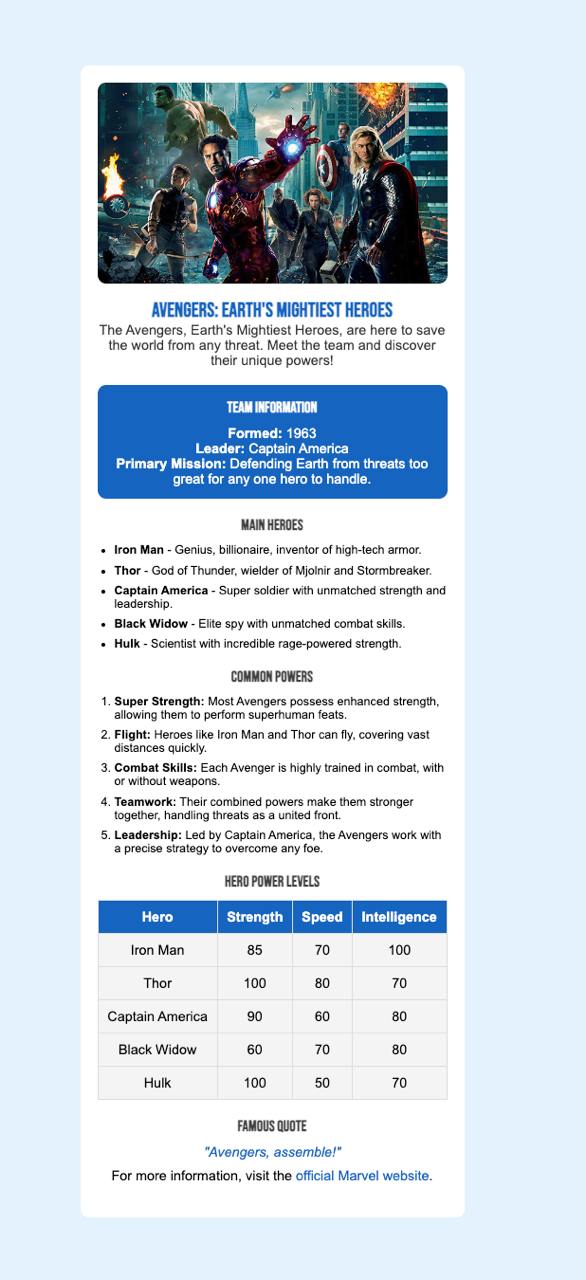 AVENGERS: EARTH'S MIGHTIEST HEROES
The Avengers, Earth's Mightiest Heroes, are here to save
the world from any threat. Meet the team and discover
their unique powers!
TEAM INFORMATION
Formed: 1963
Leader: Captain America
Primary Mission: Defending Earth from threats too
great for any one hero to handle.
MAIN HEROES
• Iron Man - Genius, billionaire, inventor of high-tech armor.
• Thor - God of Thunder, wielder of Mjolnir and Stormbreaker.
• Captain America - Super soldier with unmatched strength and
leadership.
• Black Widow - Elite spy with unmatched combat skills.
• Hulk - Scientist with incredible rage-powered strength.
COMMON POWERS
1. Super Strength: Most Avengers possess enhanced strength,
allowing them to perform superhuman feats.
2. Flight: Heroes like Iron Man and Thor can fly, covering vast
distances quickly.
3. Combat Skills: Each Avenger is highly trained in combat, with
or without weapons.
4. Teamwork: Their combined powers make them stronger
together, handling threats as a united front.
5. Leadership: Led by Captain America, the Avengers work with
a precise strategy to overcome any foe.
HERO POWER LEVELS
Hero Strength Speed Intelligence
Iron Man 85 70 100
Thor 100 80 70
Captain America 90 60 80
Black Widow 60 70 80
Hulk 100 50 70
FAMOUS QUOTE
"Avengers, assemble!"
For more information, visit the official Marvel website.